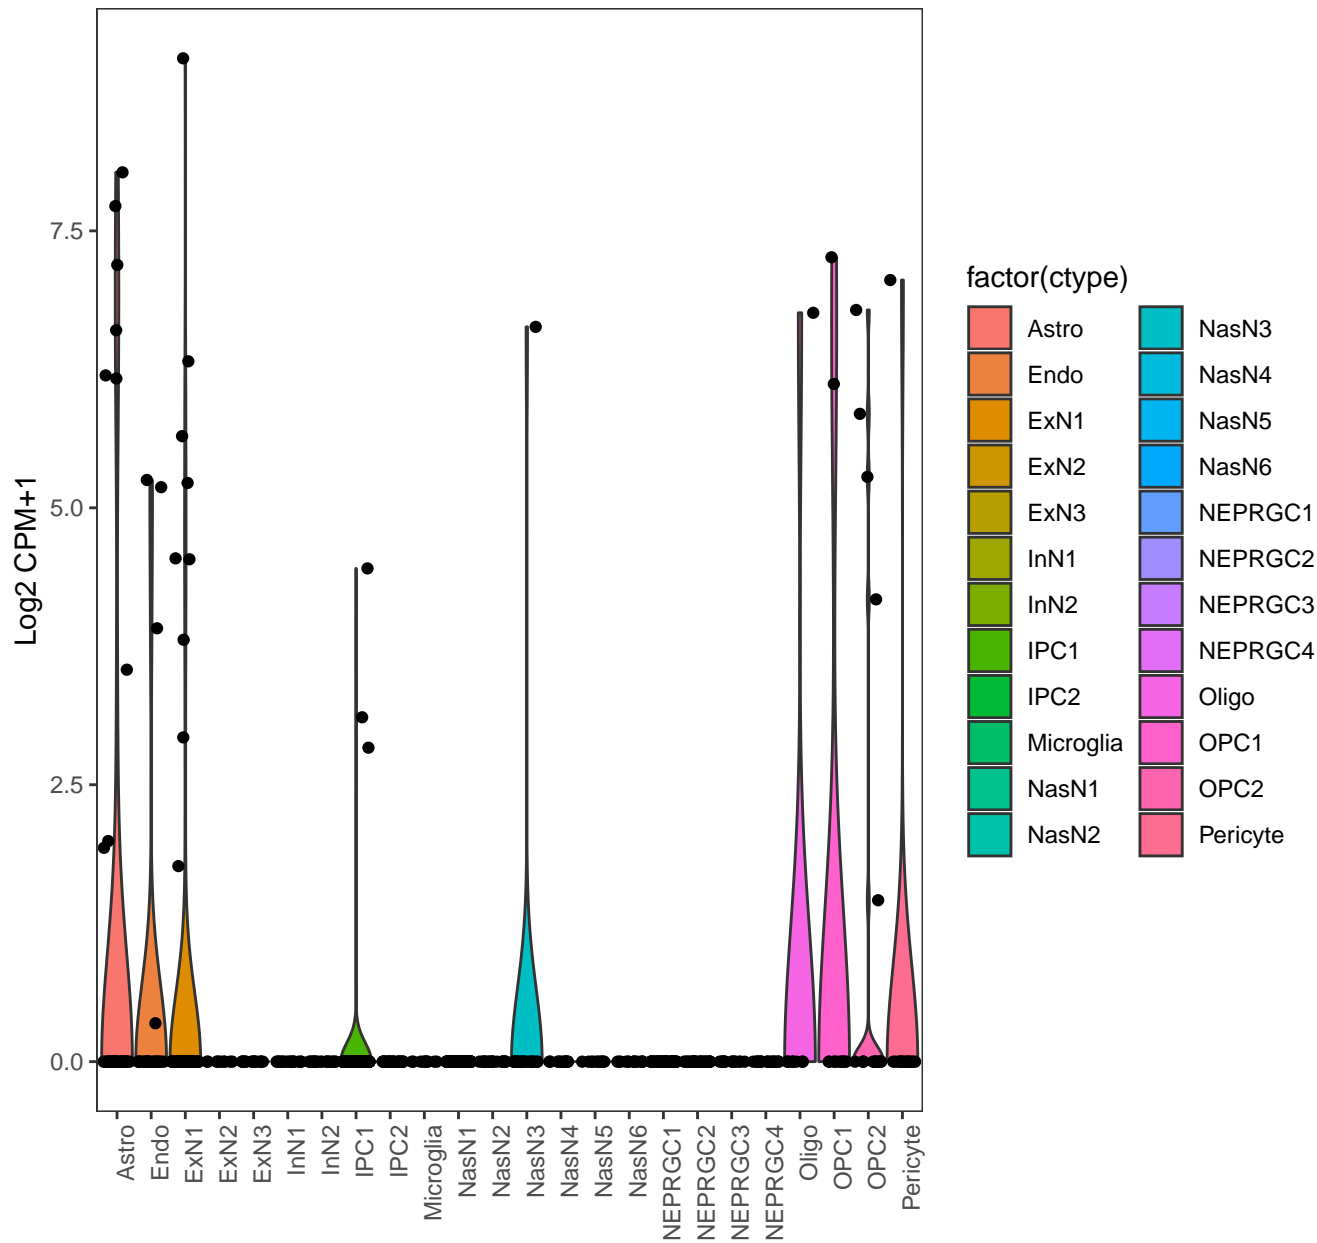 7.5
5.0
2.5
0.0
Log2 CPM+1
Astro
Endo
ExN1
ExN2
ExN3
InN1
InN2
IPC1
IPC2
Microglia
NasN1
NasN2
NasN3
NasN4
NasN5
NasN6
NEPRGC1
NEPRGC2
NEPRGC3
NEPRGC4
Oligo
OPC1
OPC2
Pericyte
factor(ctype)
Astro
Endo
ExN1
ExN2
ExN3
InN1
InN2
IPC1
IPC2
Microglia
NasN1
NasN2
NasN3
NasN4
NasN5
NasN6
NEPRGC1
NEPRGC2
NEPRGC3
NEPRGC4
Oligo
OPC1
OPC2
Pericyte